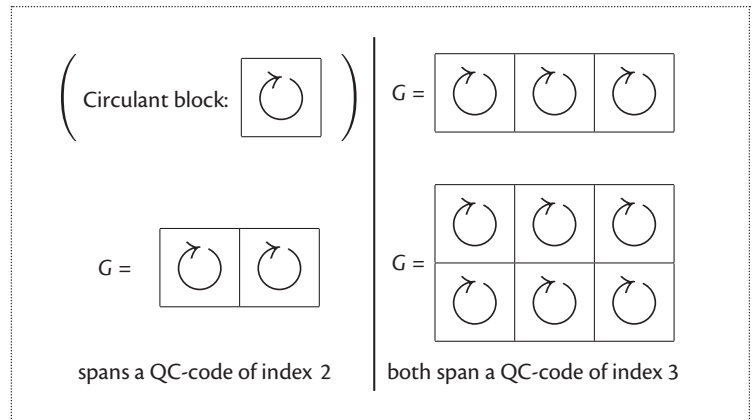 Circulant block:
G =
spans a QC-code of index 2
G =
G =
both span a QC-code of index 3